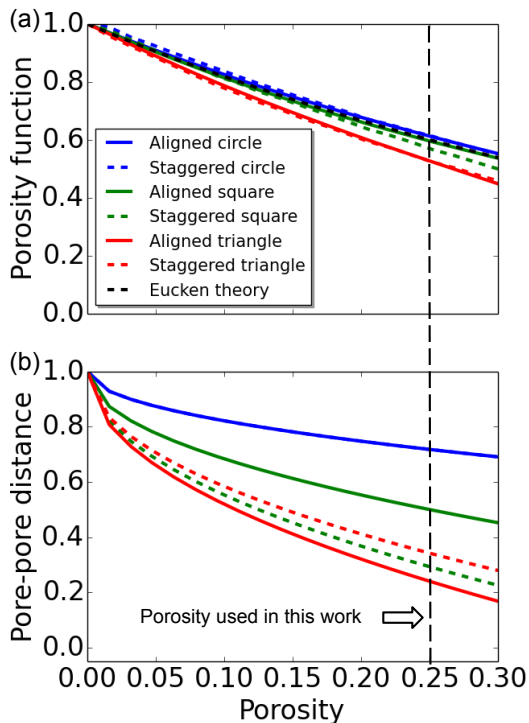 (a)
1.0
0.8
0.6
0.4
0.2
0.0
Porosity function
Aligned circle
Staggered circle
Aligned square
Staggered square
Aligned triangle
Staggered triangle
Eucken theory
(b)
1.0
0.8
0.6
0.4
0.2
0.0
Pore-pore distance
Porosity used in this work
0.00 0.05 0.10 0.15 0.20 0.25 0.30
Porosity